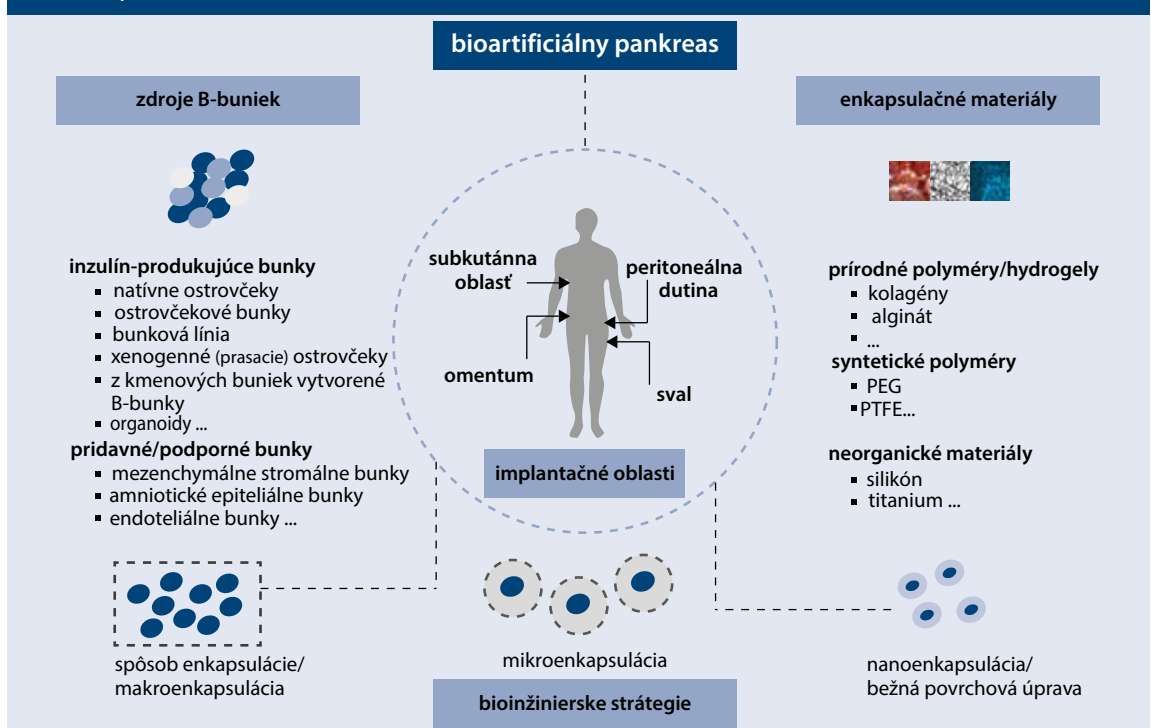 bioartificiálny pankreas
zdroje B-buniek
inzulín-produkujúce bunky
▪ natívne ostrovčeky
▪ ostrovčekové bunky
▪ bunková línia
▪ xenogenné (prasacie) ostrovčeky
▪ z kmenových buniek vytvorené
B-bunky
▪ organoidy ...
pridavné/podporné bunky
▪ mezenchymálne stromálne bunky
▪ amniotické epiteliálne bunky
▪ endoteliálne bunky ...
subkutánna
oblasť
peritoneálna
dutina
omentum
sval
implantačné oblasti
enkapsulačné materiály
prírodné polyméry/hydrogely
▪ kolagény
▪ alginát
▪ ...
syntetické polyméry
▪ PEG
▪ PTFE...
neorganické materiály
▪ silikón
▪ titanium ...
spôsob enkapsulácie/
makroenkapsulácia
mikroenkapsulácia
nanoenkapsulácia/
bežná povrchová úprava
bioinžinierske strátegie